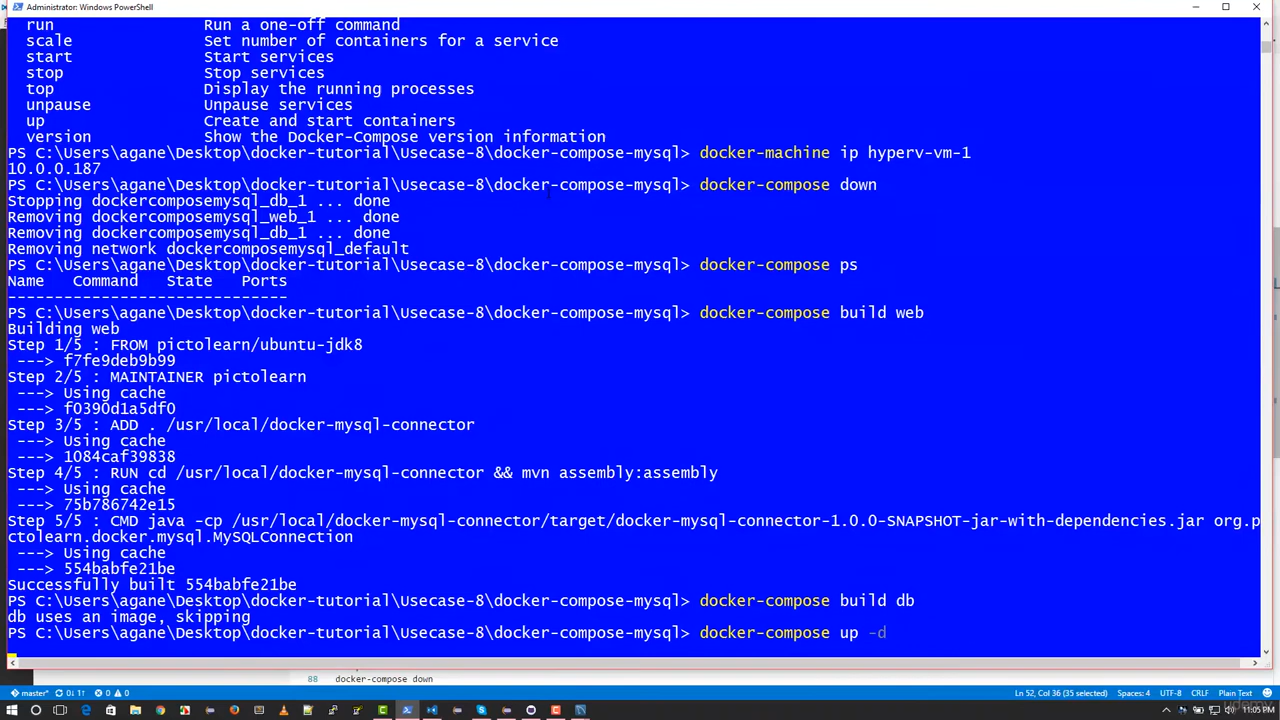 Administrator: Windows PowerShell
run Run a one-off command
scale Set number of containers for a service
start Start services
stop Stop services
top Display the running processes
unpause Unpause services
up Create and start containers
version Show the Docker-Compose version information
PS C:\Users\agane\Desktop\docker-tutorial\Usecase-8\docker-compose-mysql> docker-machine ip hyperv-vm-1
10.0.0.187
PS C:\Users\agane\Desktop\docker-tutorial\Usecase-8\docker-compose-mysql> docker-compose down
Stopping dockercomposemysql_db_1 ... done
Removing dockercomposemysql_web_1 ... done
Removing dockercomposemysql_db_1 ... done
Removing network dockercomposemysql_default
PS C:\Users\agane\Desktop\docker-tutorial\Usecase-8\docker-compose-mysql> docker-compose ps
Name Command State Ports
------------------------------
PS C:\Users\agane\Desktop\docker-tutorial\Usecase-8\docker-compose-mysql> docker-compose build web
Building web
Step 1/5 : FROM pictolearn/ubuntu-jdk8
---> f7fe9deb9b99
Step 2/5 : MAINTAINER pictolearn
---> Using cache
---> f0390d1a5df0
Step 3/5 : ADD . /usr/local/docker-mysql-connector
---> Using cache
---> 1084caf39838
Step 4/5 : RUN cd /usr/local/docker-mysql-connector && mvn assembly:assembly
---> Using cache
---> 75b786742e15
Step 5/5 : CMD java -cp /usr/local/docker-mysql-connector/target/docker-mysql-connector-1.0.0-SNAPSHOT-jar-with-dependencies.jar org.p
ctolearn.docker.mysql.MySQLConnection
---> Using cache
---> 554babfe21be
Successfully built 554babfe21be
PS C:\Users\agane\Desktop\docker-tutorial\Usecase-8\docker-compose-mysql> docker-compose build db
db uses an image, skipping
PS C:\Users\agane\Desktop\docker-tutorial\Usecase-8\docker-compose-mysql> docker-compose up -d
88 docker-compose down
master* 0↓ 1↑ 0 0 Ln 52, Col 36 (35 selected) Spaces: 4 UTF-8 CRLF Plain Text
udemy
11:05 PM